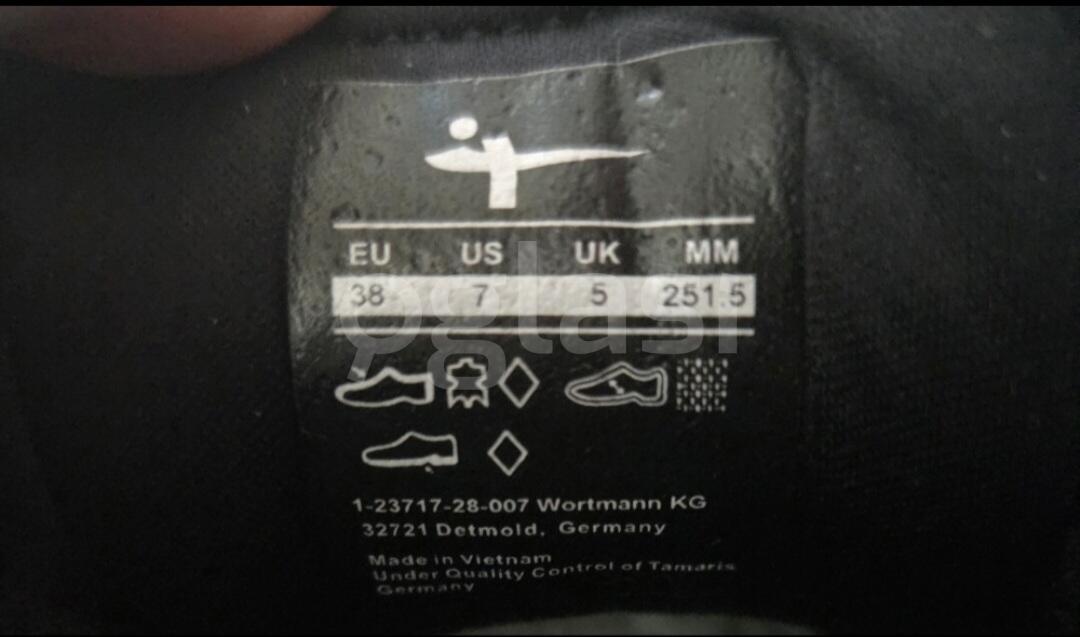 EU US UK MM
38 7 5 251.5
oglasi
1-23717-28-007 Wortmann KG
32721 Detmold, Germany
Made in Vietnam
Under Quality Control of Tamaris
Germany